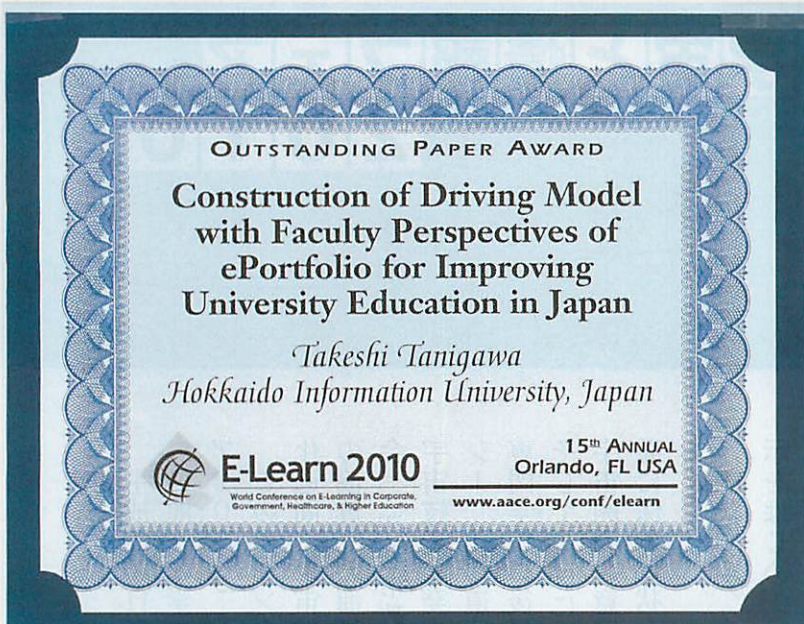 OUTSTANDING PAPER AWARD
Construction of Driving Model
with Faculty Perspectives of
ePortfolio for Improving
University Education in Japan
Takeshi Tanigawa
Hokkaido Information University, Japan
E-Learn 2010
World Conference on E-Learning in Corporate,
Government, Healthcare, & Higher Education
15th ANNUAL
Orlando, FL USA
www.aace.org/conf/elearn